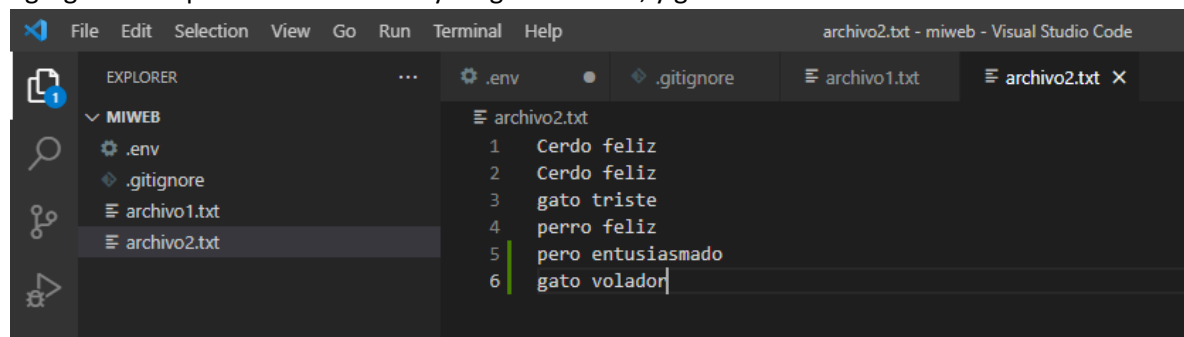 File Edit Selection View Go Run Terminal Help archivo2.txt - miweb - Visual Studio Code
EXPLORER ... .env .gitignore archivo1.txt archivo2.txt
1
MIWEB
.env
.gitignore
archivo1.txt
archivo2.txt
archivo2.txt
1 Cerdo feliz
2 Cerdo feliz
3 gato triste
4 perro feliz
5 pero entusiasmado
6 gato volador